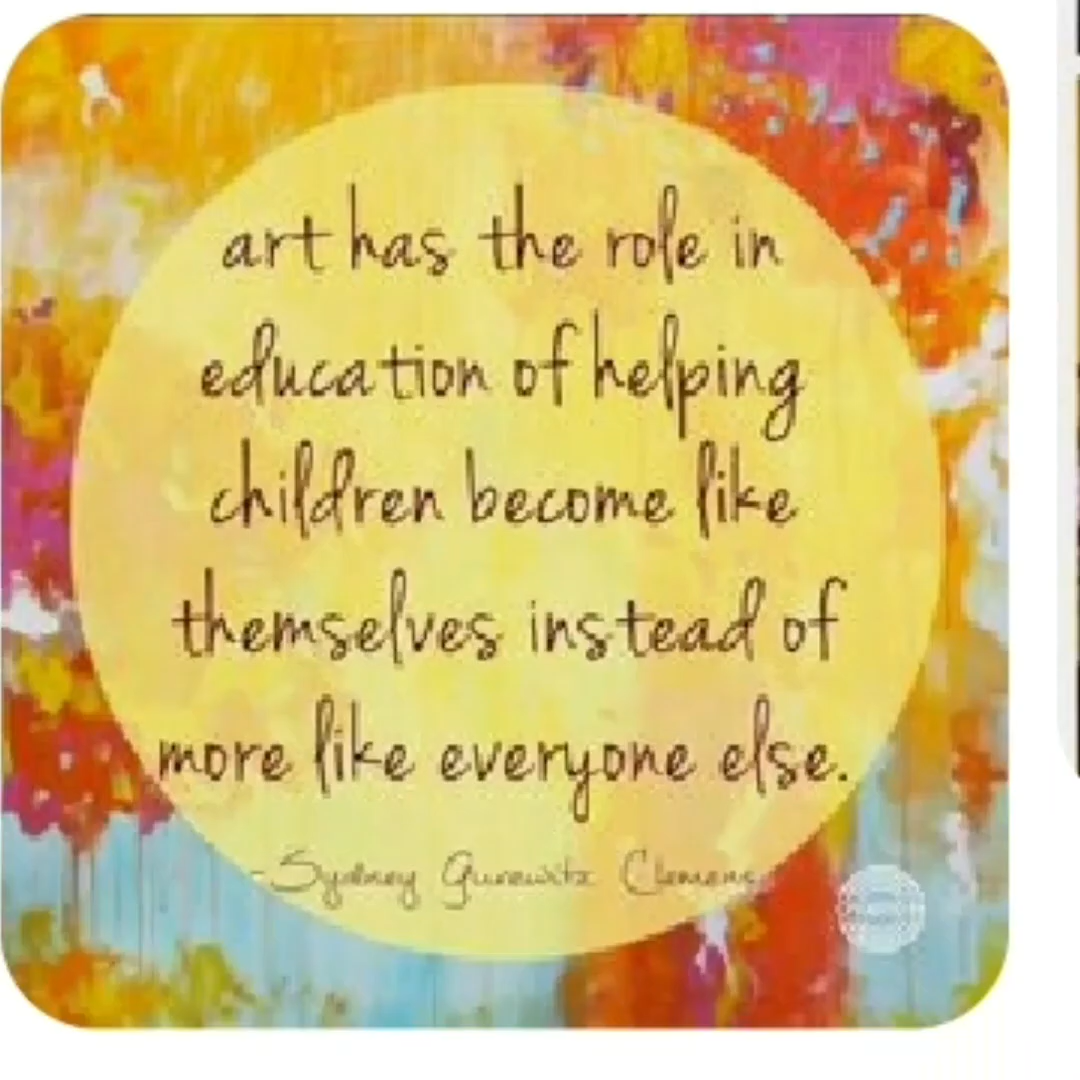 art has the role in
education of helping
children become like
themselves instead of
more like everyone else.
-Sydney Gurewitz Clemens